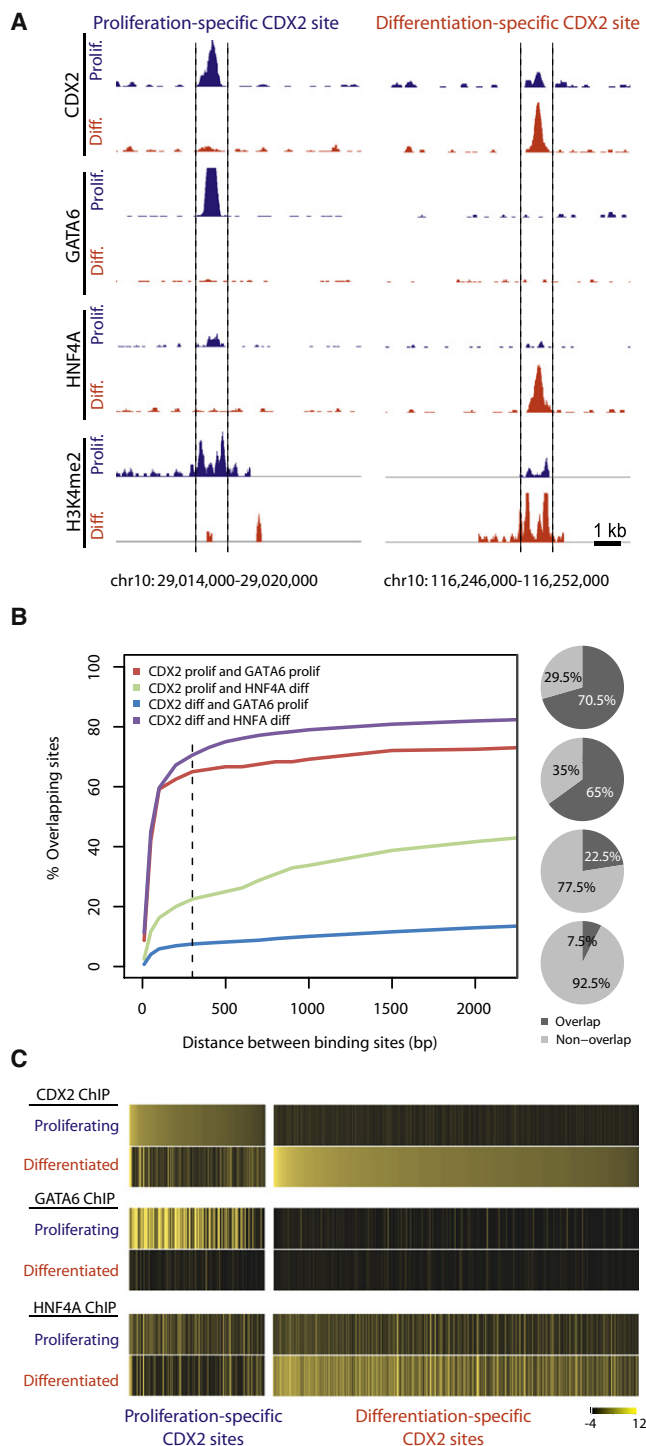 A
Proliferation-specific CDX2 site
Differentiation-specific CDX2 site
CDX2
Prolif.
Diff.
GATA6
Prolif.
Diff.
HNF4A
Prolif.
Diff.
H3K4me2
Prolif.
Diff.
1 kb
chr10: 29,014,000-29,020,000
chr10: 116,246,000-116,252,000
B
% Overlapping sites
100
80
60
40
20
0
CDX2 prolif and GATA6 prolif
CDX2 prolif and HNF4A diff
CDX2 diff and GATA6 prolif
CDX2 diff and HNFA diff
0
500
1000
1500
2000
Distance between binding sites (bp)
29.5%
70.5%
35%
65%
22.5%
77.5%
7.5%
92.5%
Overlap
Non-overlap
C
CDX2 ChIP
Proliferating
Differentiated
GATA6 ChIP
Proliferating
Differentiated
HNF4A ChIP
Proliferating
Differentiated
Proliferation-specific
CDX2 sites
Differentiation-specific
CDX2 sites
-4
12